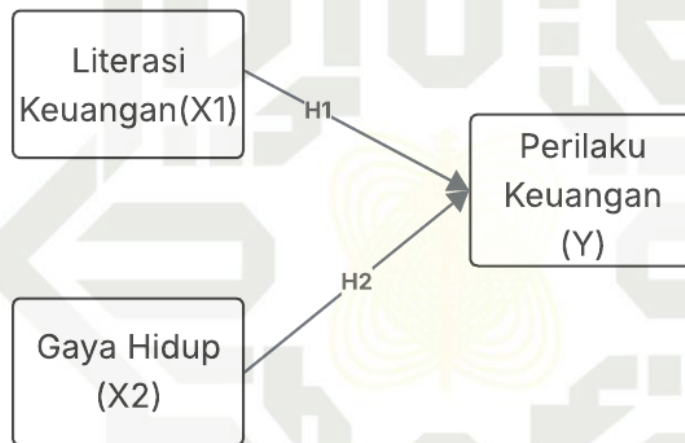 Literasi
Keuangan(X1)
H1
Perilaku
Keuangan
(Y)
H2
Gaya Hidup
(X2)